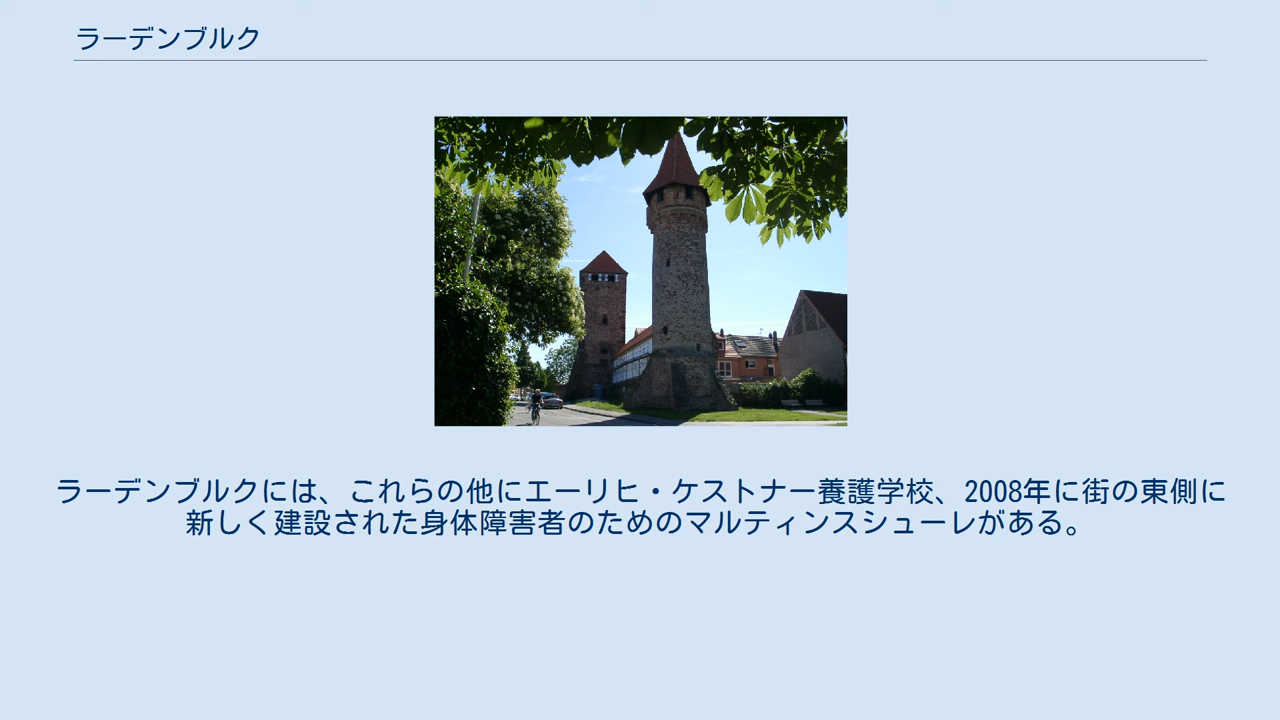 ラーデンブルク
ラーデンブルクには、これらの他にエーリヒ・ケストナー養護学校、2008年に街の東側に
新しく建設された身体障害者のためのマルティンスシューレがある。